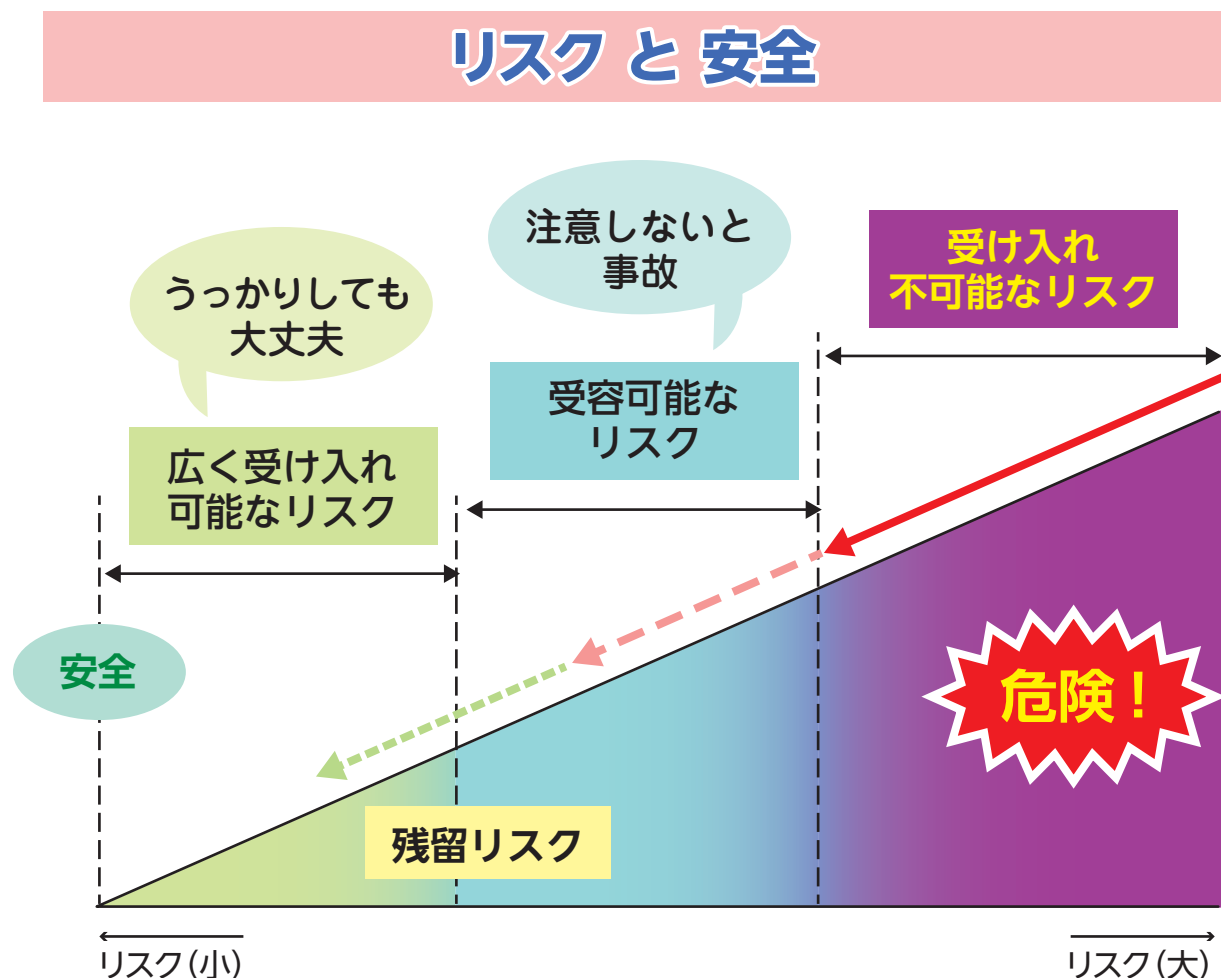 リスク と 安全
うっかりしても
大丈夫
注意しないと
事故
受け入れ
不可能なリスク
広く受け入れ
可能なリスク
受容可能な
リスク
安全
危険！
残留リスク
リスク（小）
リスク（大）